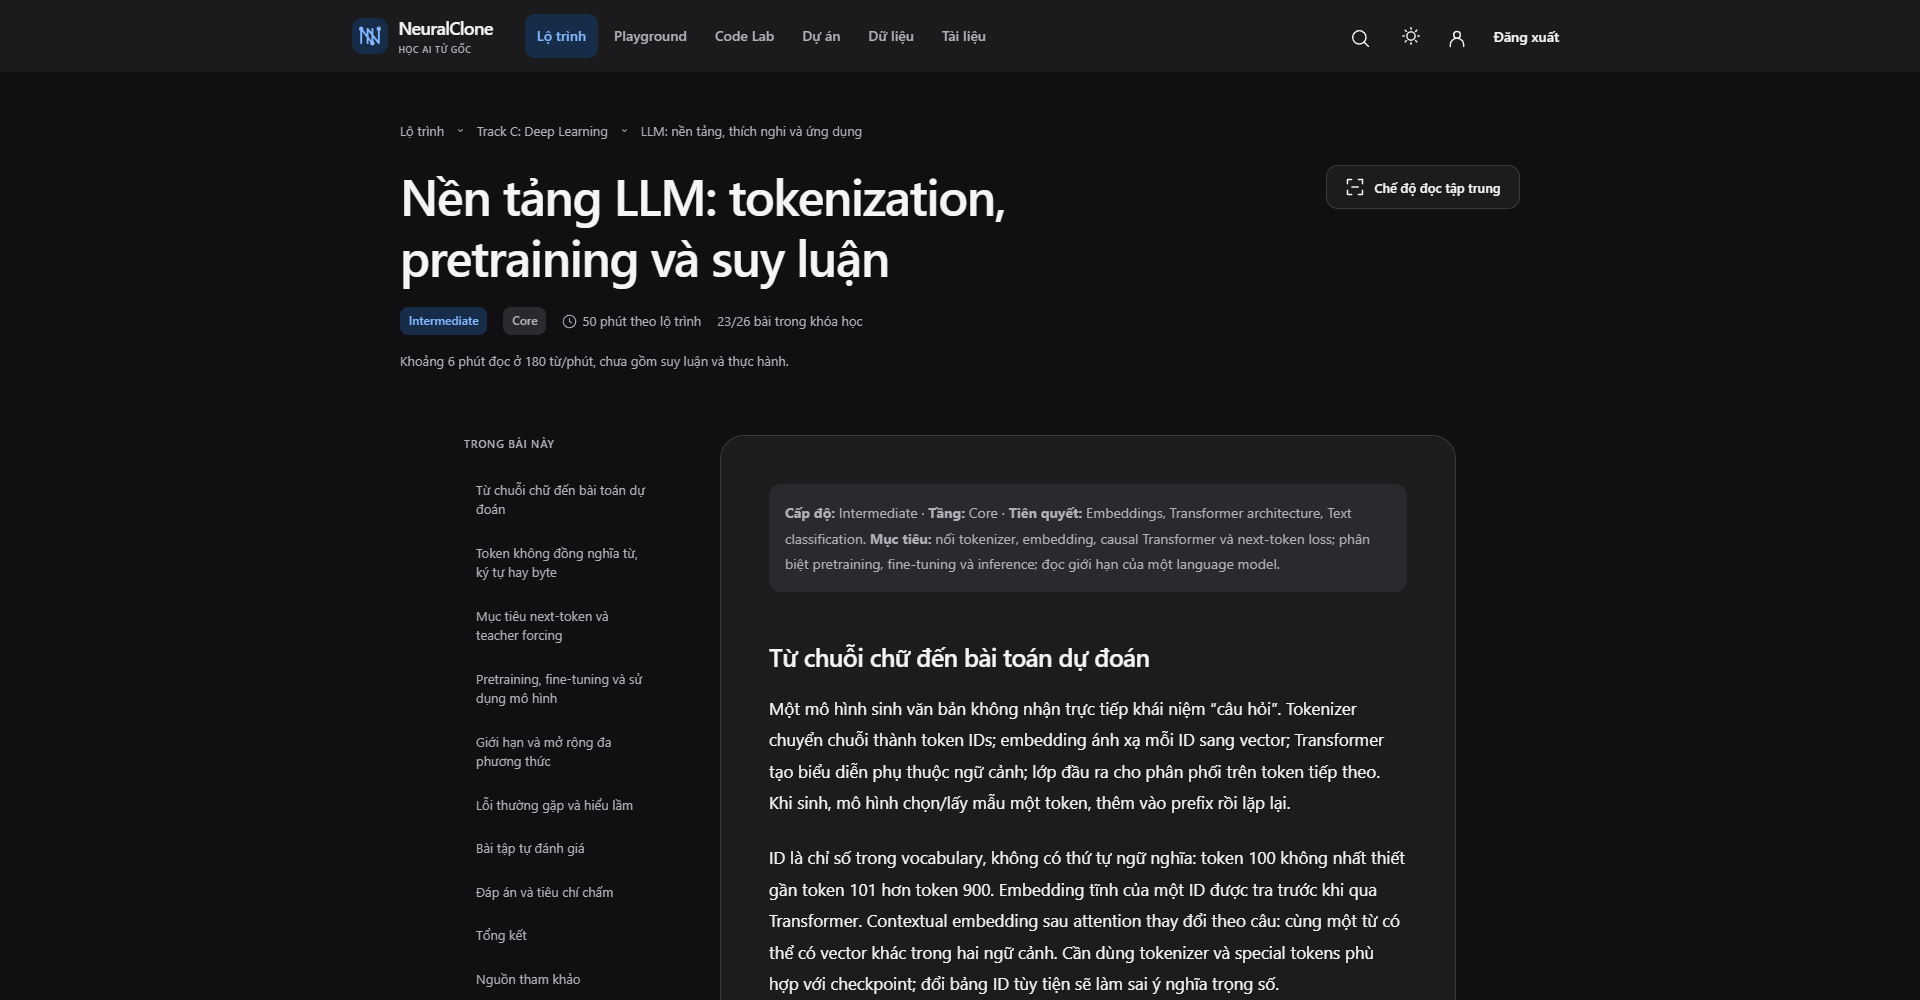 NeuralClone
HỌC AI TỪ GỐC
Lộ trình
Playground
Code Lab
Dự án
Dữ liệu
Tài liệu
Đăng xuất
Lộ trình
Track C: Deep Learning
LLM: nền tảng, thích nghi và ứng dụng
Nền tảng LLM: tokenization,
pretraining và suy luận
Chế độ đọc tập trung
Intermediate
Core
50 phút theo lộ trình
23/26 bài trong khóa học
Khoảng 6 phút đọc ở 180 từ/phút, chưa gồm suy luận và thực hành.
TRONG BÀI NÀY
Từ chuỗi chữ đến bài toán dự
đoán
Token không đồng nghĩa từ,
ký tự hay byte
Mục tiêu next-token và
teacher forcing
Pretraining, fine-tuning và sử
dụng mô hình
Giới hạn và mở rộng đa
phương thức
Lỗi thường gặp và hiểu lầm
Bài tập tự đánh giá
Đáp án và tiêu chí chấm
Tổng kết
Nguồn tham khảo
Cấp độ: Intermediate · Tầng: Core · Tiên quyết: Embeddings, Transformer architecture, Text
classification. Mục tiêu: nối tokenizer, embedding, causal Transformer và next-token loss; phân
biệt pretraining, fine-tuning và inference; đọc giới hạn của một language model.
Từ chuỗi chữ đến bài toán dự đoán
Một mô hình sinh văn bản không nhận trực tiếp khái niệm “câu hỏi”. Tokenizer
chuyển chuỗi thành token IDs; embedding ánh xạ mỗi ID sang vector; Transformer
tạo biểu diễn phụ thuộc ngữ cảnh; lớp đầu ra cho phân phối trên token tiếp theo.
Khi sinh, mô hình chọn/lấy mẫu một token, thêm vào prefix rồi lặp lại.
ID là chỉ số trong vocabulary, không có thứ tự ngữ nghĩa: token 100 không nhất thiết
gần token 101 hơn token 900. Embedding tĩnh của một ID được tra trước khi qua
Transformer. Contextual embedding sau attention thay đổi theo câu: cùng một từ có
thể có vector khác trong hai ngữ cảnh. Cần dùng tokenizer và special tokens phù
hợp với checkpoint; đổi bảng ID tùy tiện sẽ làm sai ý nghĩa trọng số.